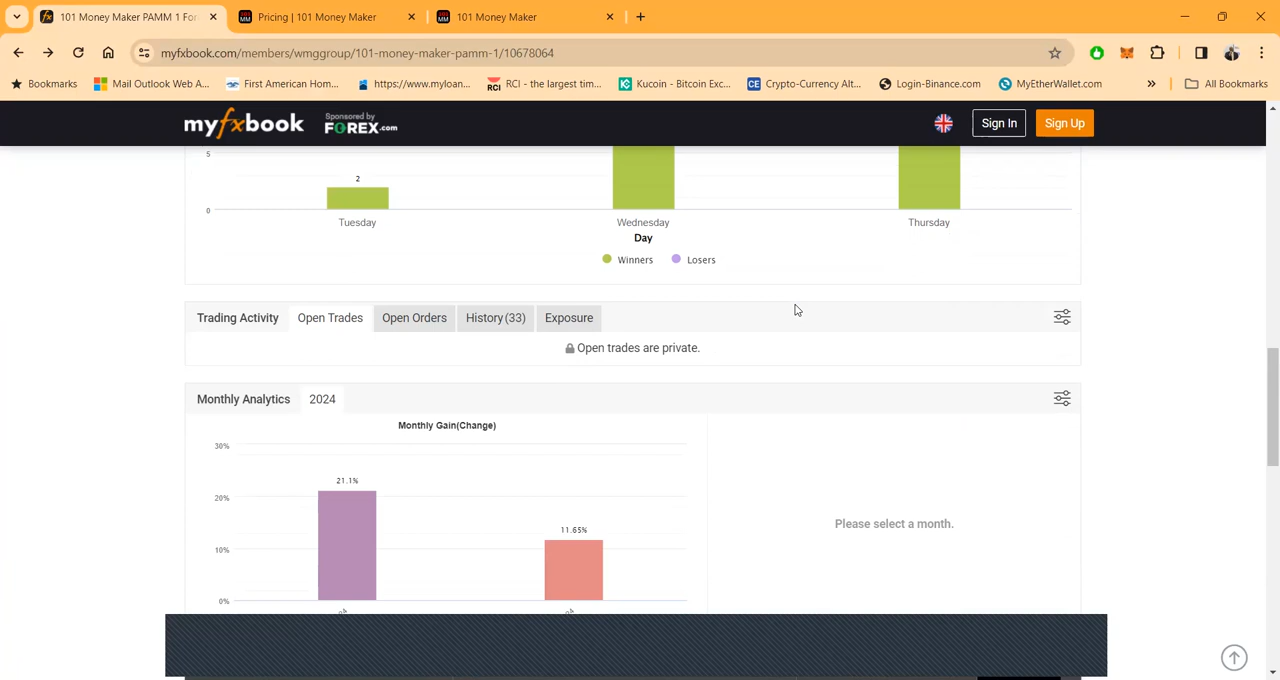 101 Money Maker PAMM 1 For
Pricing | 101 Money Maker
101 Money Maker
myfxbook.com/members/wmggroup/101-money-maker-pamm-1/10678064
Bookmarks
Mail Outlook Web A...
First American Hom...
https://www.myloan...
RCI - the largest tim...
Kucoin - Bitcoin Exc...
Crypto-Currency Alt...
Login-Binance.com
MyEtherWallet.com
All Bookmarks
myfxbook
Sponsored by
FOREX.com
Sign In
Sign Up
5
2
0
Tuesday
Wednesday
Thursday
Day
Winners
Losers
Trading Activity
Open Trades
Open Orders
History (33)
Exposure
Open trades are private.
Monthly Analytics
2024
Monthly Gain(Change)
30%
21.1%
20%
11.65%
10%
0%
Please select a month.